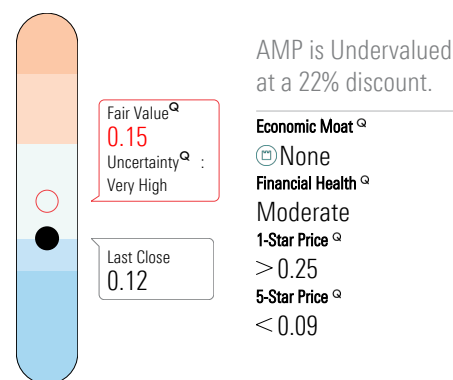 Fair Value Q
0.15
Uncertainty Q :
Very High
Last Close
0.12
AMP is Undervalued
at a 22% discount.
Economic Moat Q
None
Financial Health Q
Moderate
1-Star Price Q
>0.25
5-Star Price Q
<0.09